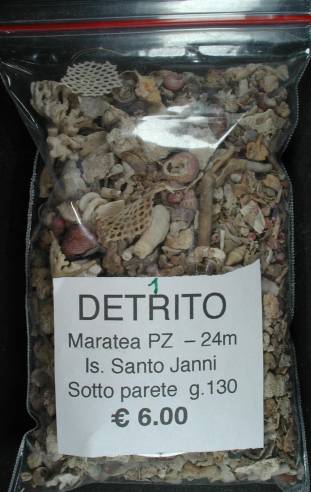 1
DETRITO
Maratea PZ – 24m
Is. Santo Janni
Sotto parete g.130
€ 6.00